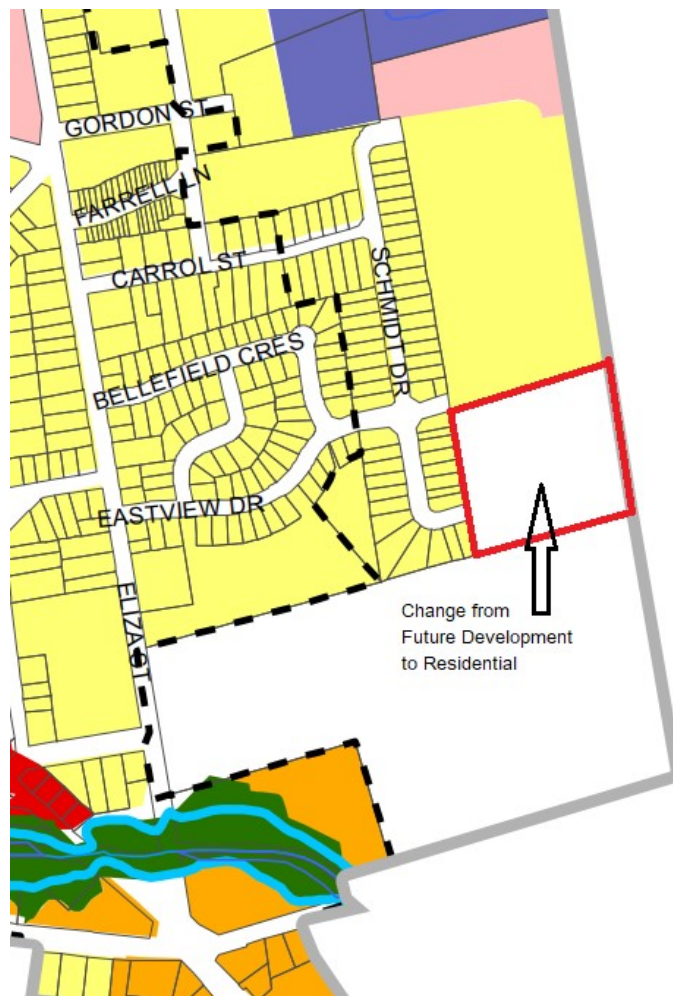 GORDON ST
FARRELL LN
CARROL ST
SCHMIDT DR
BELLEFIELD CRES
EASTVIEW DR
ELIZA ST
Change from
Future Development
to Residential